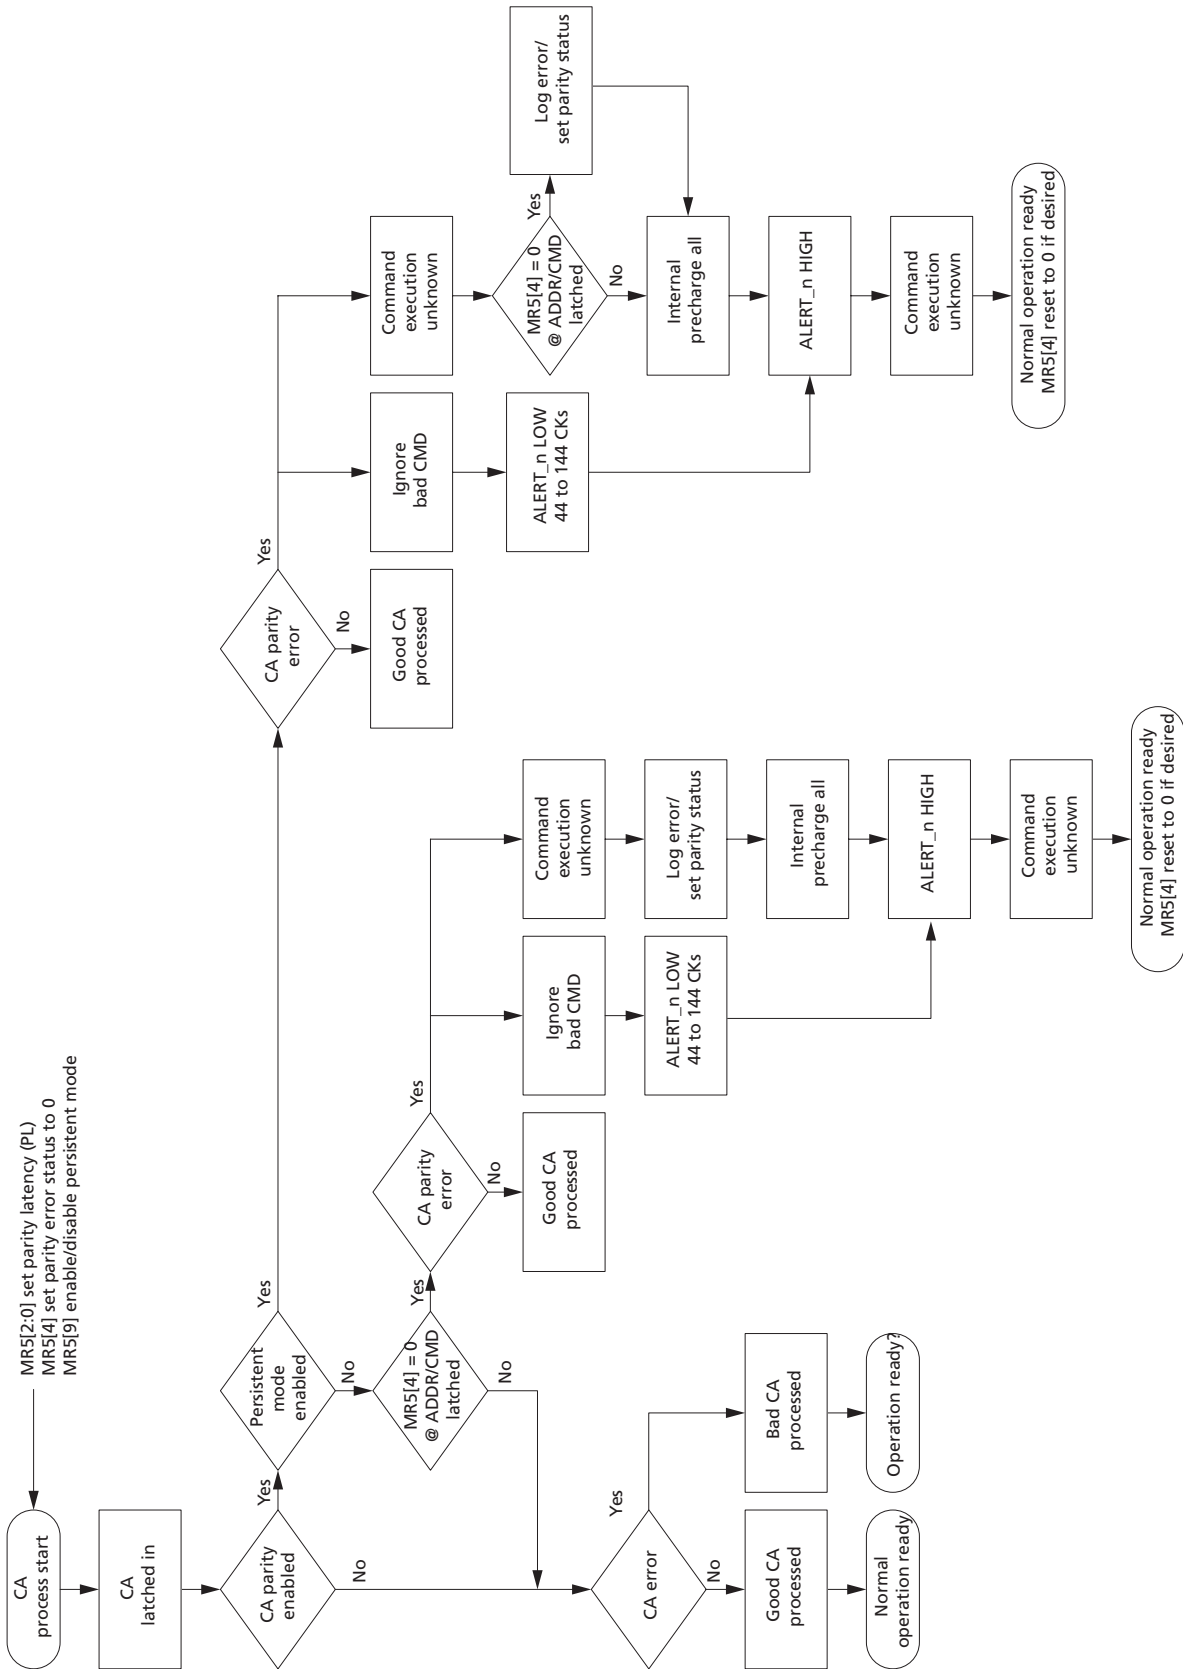 MR5[2:0] set parity latency (PL)
MR5[4] set parity error status to 0
MR5[9] enable/disable persistent mode
CA
process start
CA
latched in
CA parity
enabled
Yes
No
Persistent
mode
enabled
Yes
No
CA parity
error
Yes
No
Good CA
processed
Ignore
bad CMD
ALERT_n LOW
44 to 144 CKs
Command
execution
unknown
MR5[4] = 0
@ ADDR/CMD
latched
Yes
No
Log error/
set parity status
Internal
precharge all
ALERT_n HIGH
Command
execution
unknown
Normal operation ready
MR5[4] reset to 0 if desired
MR5[4] = 0
@ ADDR/CMD
latched
Yes
No
CA parity
error
Yes
No
Good CA
processed
Ignore
bad CMD
ALERT_n LOW
44 to 144 CKs
Command
execution
unknown
Log error/
set parity status
Internal
precharge all
ALERT_n HIGH
Command
execution
unknown
Normal operation ready
MR5[4] reset to 0 if desired
CA error
Yes
No
Good CA
processed
Normal
operation ready
Bad CA
processed
Operation ready?